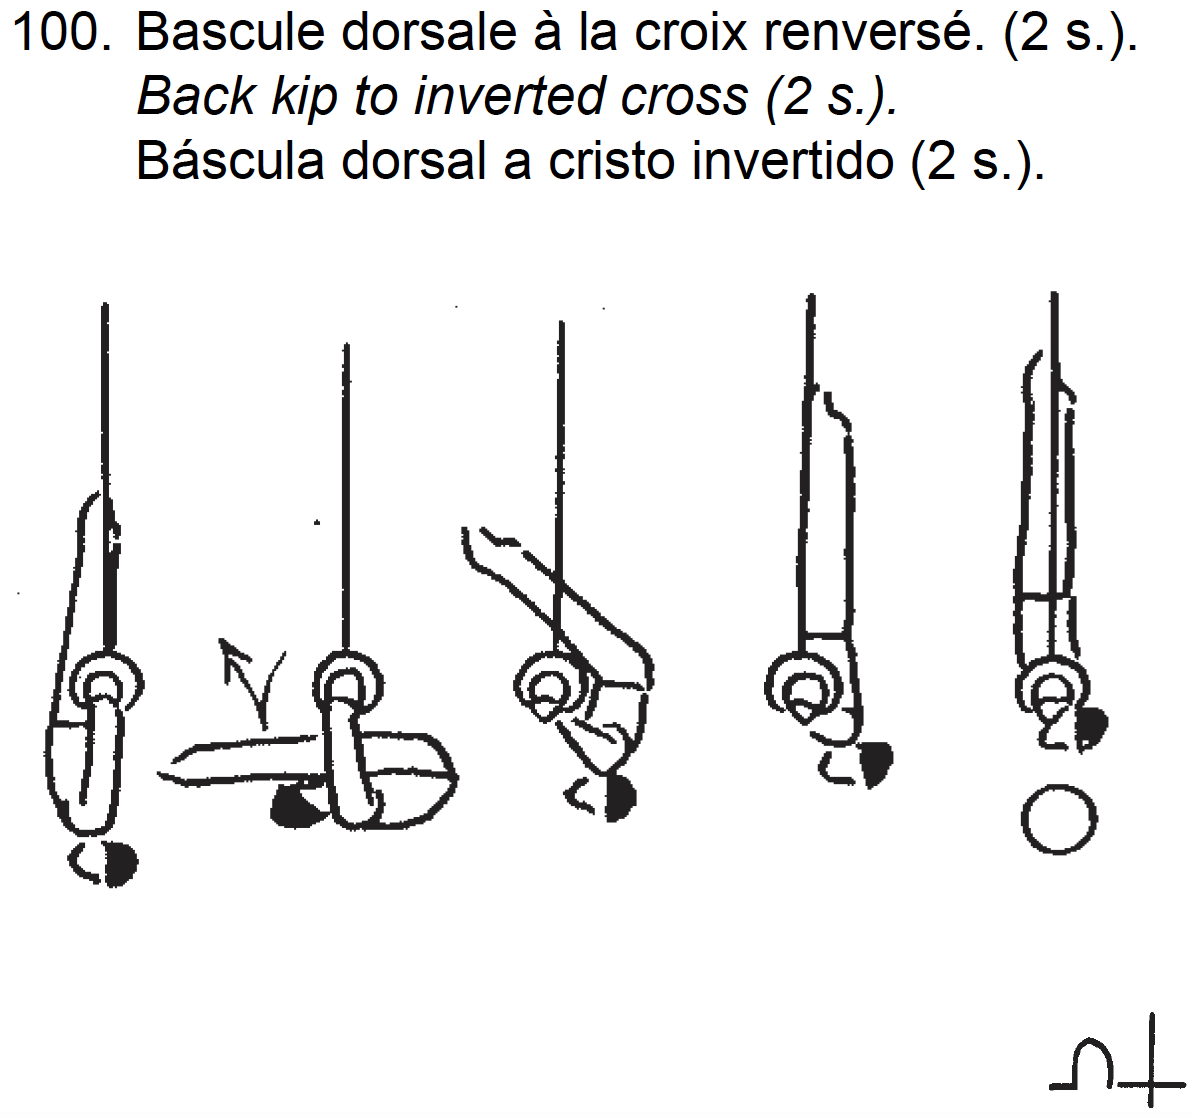 100. Bascule dorsale à la croix renversé. (2 s.).
Back kip to inverted cross (2 s.).
Báscula dorsal a cristo invertido (2 s.).